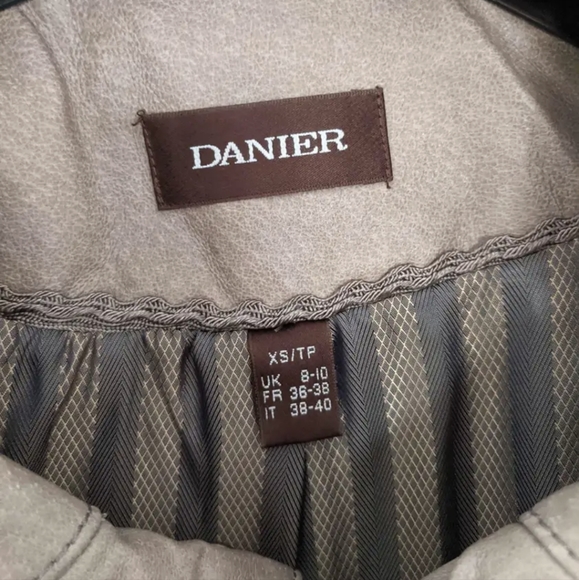 DANIER
XS/TP
UK 8-10
FR 36-38
IT 38-40